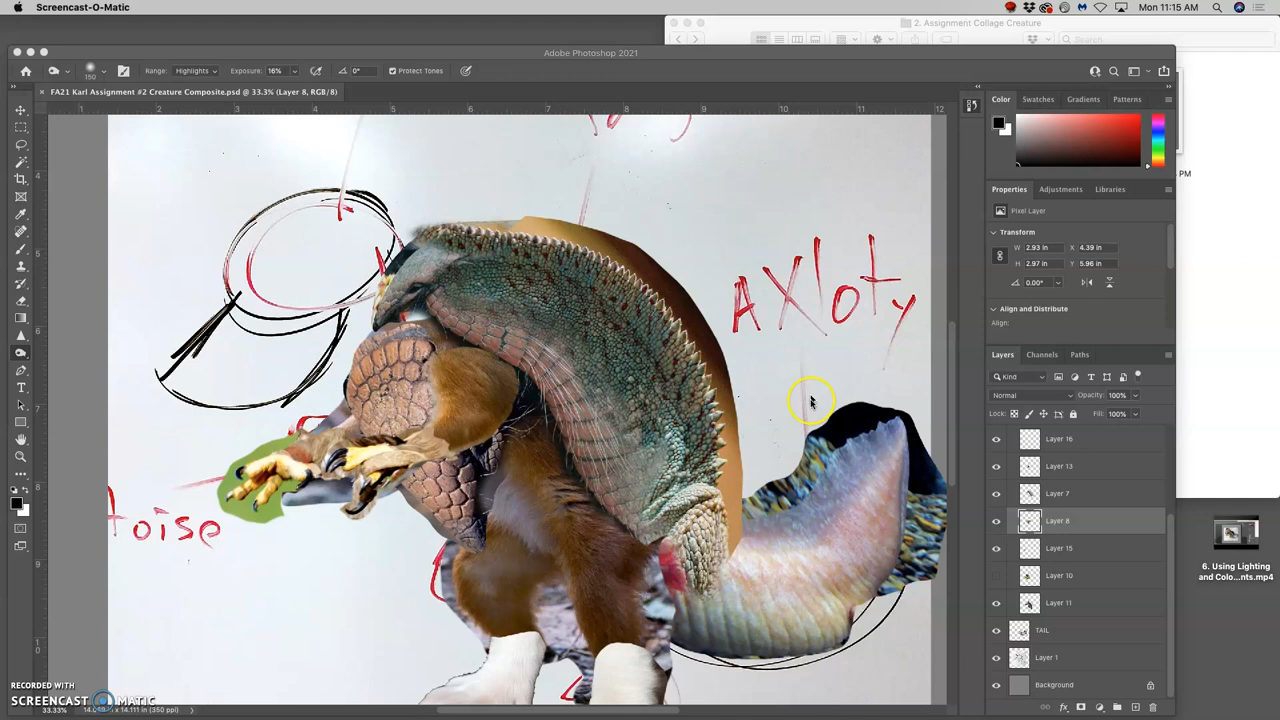 Screencast-O-Matic
Mon 11:15 AM
2. Assignment Collage Creature
Search
Adobe Photoshop 2021
150
Range: Highlights
Exposure: 16%
0°
Protect Tones
FA21 Karl Assignment #2 Creature Composite.psd @ 33.3% (Layer 8, RGB/8)
Color
Swatches
Gradients
Patterns
Properties
Adjustments
Libraries
Pixel Layer
Transform
W 2.93 in
X 4.39 in
H 2.97 in
Y 5.96 in
0.00°
Align and Distribute
Align:
Layers
Channels
Paths
Kind
Normal
Opacity: 100%
Lock:
Fill: 100%
Layer 16
Layer 13
Layer 7
Layer 8
Layer 15
Layer 10
Layer 11
TAIL
Layer 1
Background
AXloty
toise
6. Using Lighting
and Colo...nts.mp4
RECORDED WITH
SCREENCAST-O-MATIC
33.33%